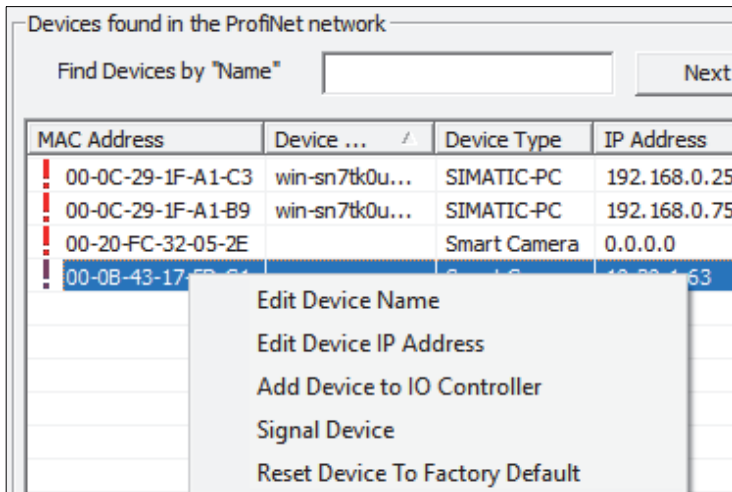 Devices found in the ProfiNet network
Find Devices by "Name" Next
MAC Address Device ... Device Type IP Address
00-0C-29-1F-A1-C3 win-sn7tk0u... SIMATIC-PC 192.168.0.25
00-0C-29-1F-A1-B9 win-sn7tk0u... SIMATIC-PC 192.168.0.75
00-20-FC-32-05-2E Smart Camera 0.0.0.0
00-0B-43-17
Edit Device Name
Edit Device IP Address
Add Device to IO Controller
Signal Device
Reset Device To Factory Default